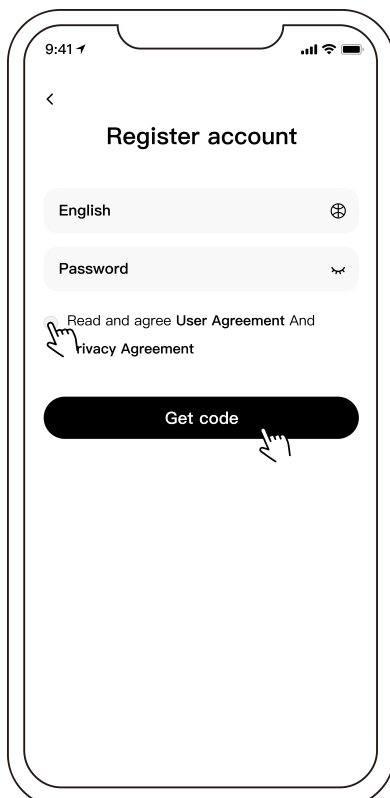 9:41
Register account
English
Password
Read and agree User Agreement And
rivacy Agreement
Get code